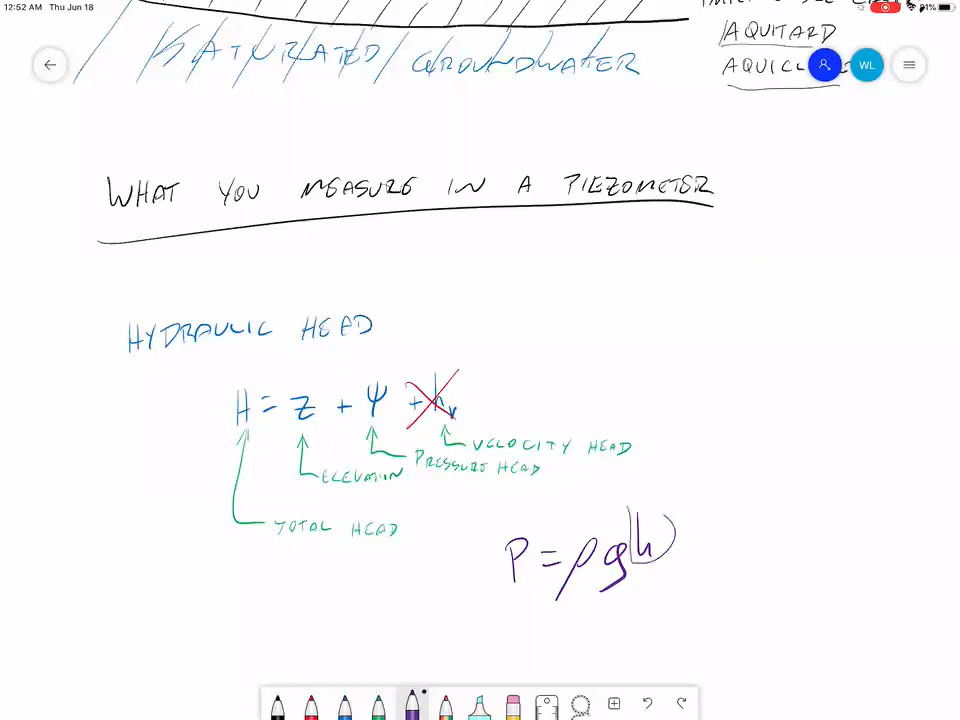 12:52 AM Thu Jun 18
91%
AQUITARD
SATURATED GROUNDWATER
WL
WHAT YOU MEASURE IN A PIEZOMETER
HYDRAULIC HEAD
H = Z + Ψ + hv
VELOCITY HEAD
PRESSURE HEAD
ELEVATION
TOTAL HEAD
P = ρgh